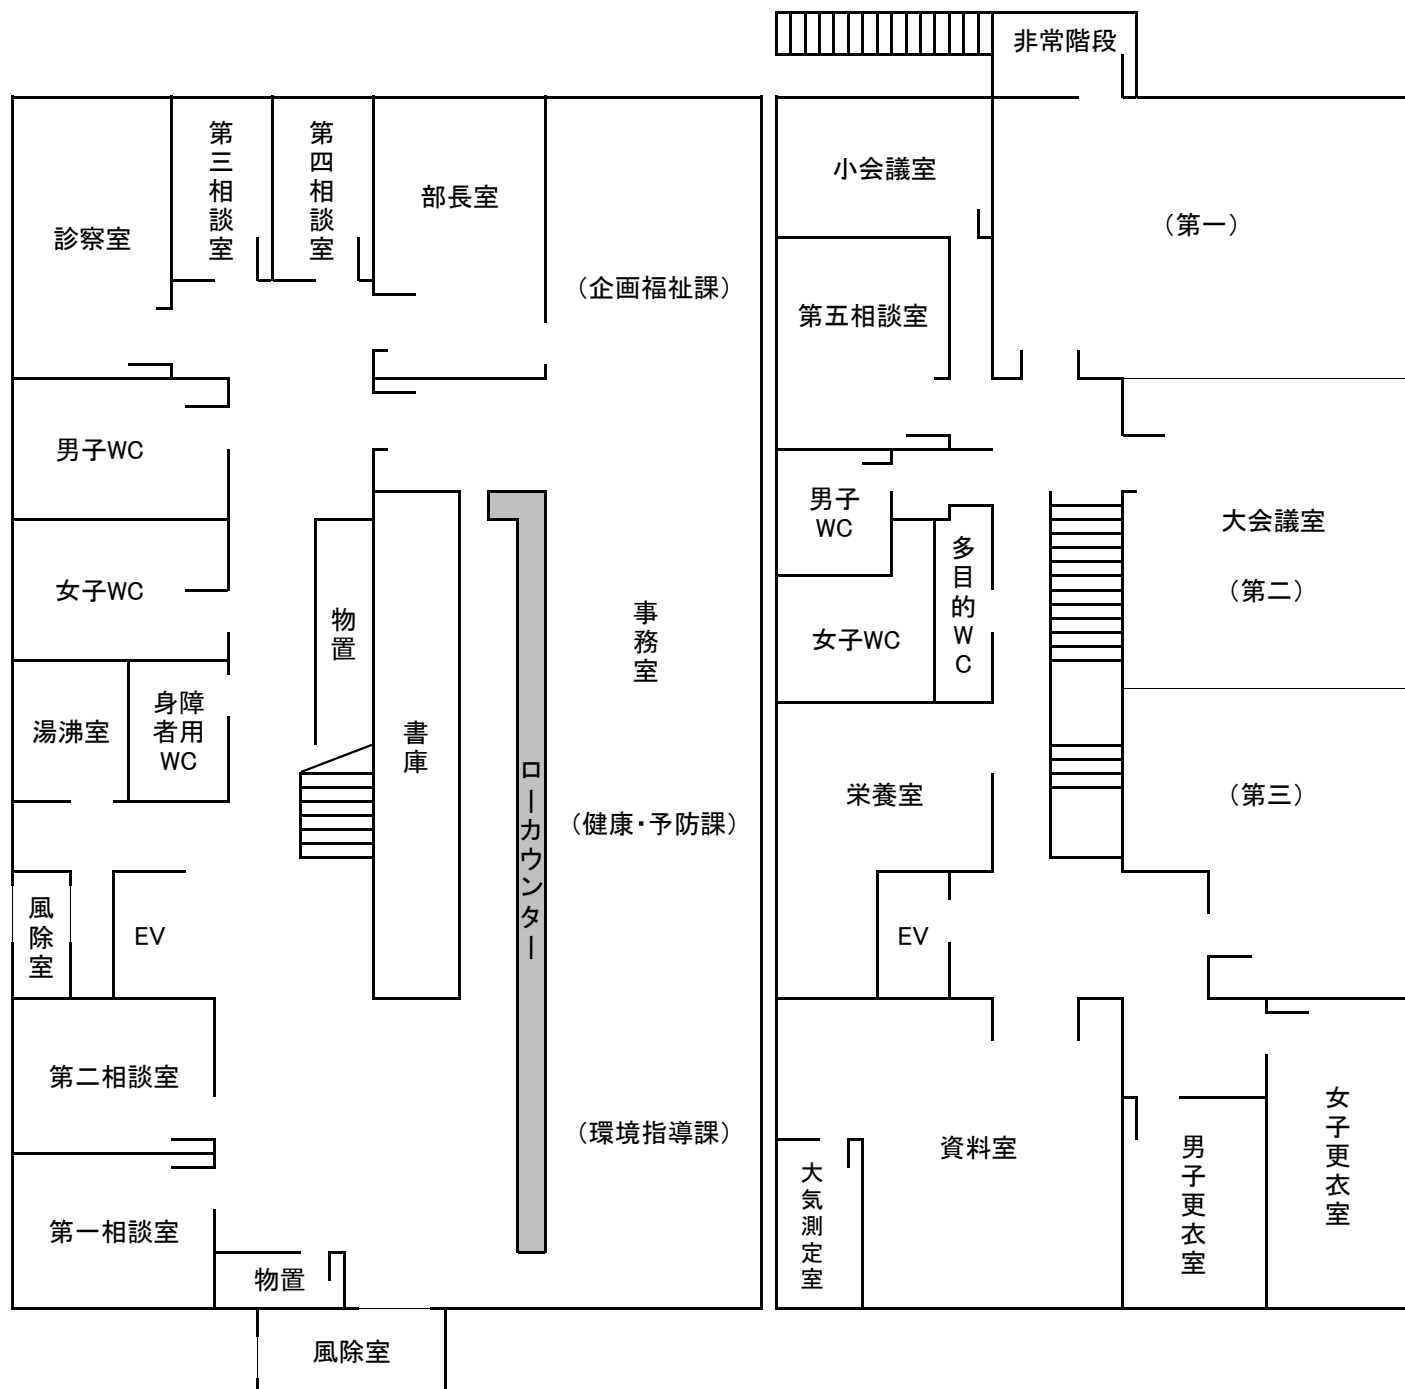 非常階段
診察室
第三相談室
第四相談室
部長室
(企画福祉課)
男子WC
女子WC
物置
事務室
湯沸室
身障
者用
WC
書庫
ローカウンター
(健康・予防課)
風除室
EV
第二相談室
(環境指導課)
第一相談室
物置
風除室
小会議室
(第一)
第五相談室
男子
WC
多目的WC
大会議室
(第二)
女子WC
栄養室
(第三)
EV
資料室
大気測定室
男子更衣室
女子更衣室